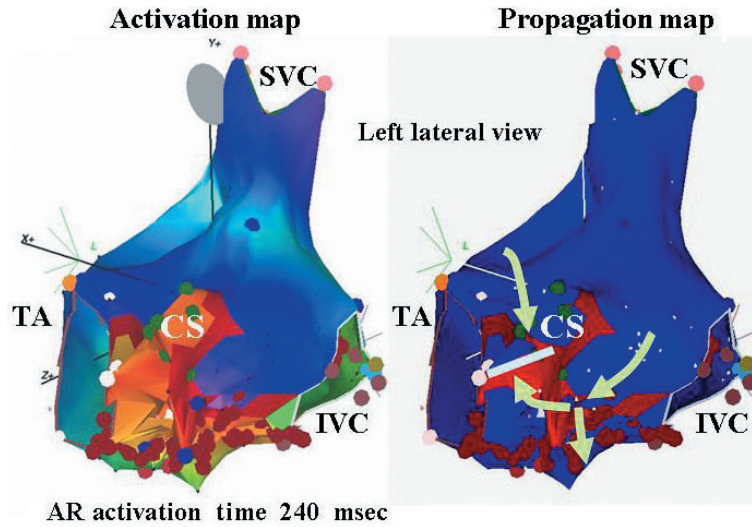 Activation map
Propagation map
Y+
SVC
SVC
Left lateral view
X+
L
TA
CS
TA
CS
Z+
IVC
IVC
AR activation time 240 msec